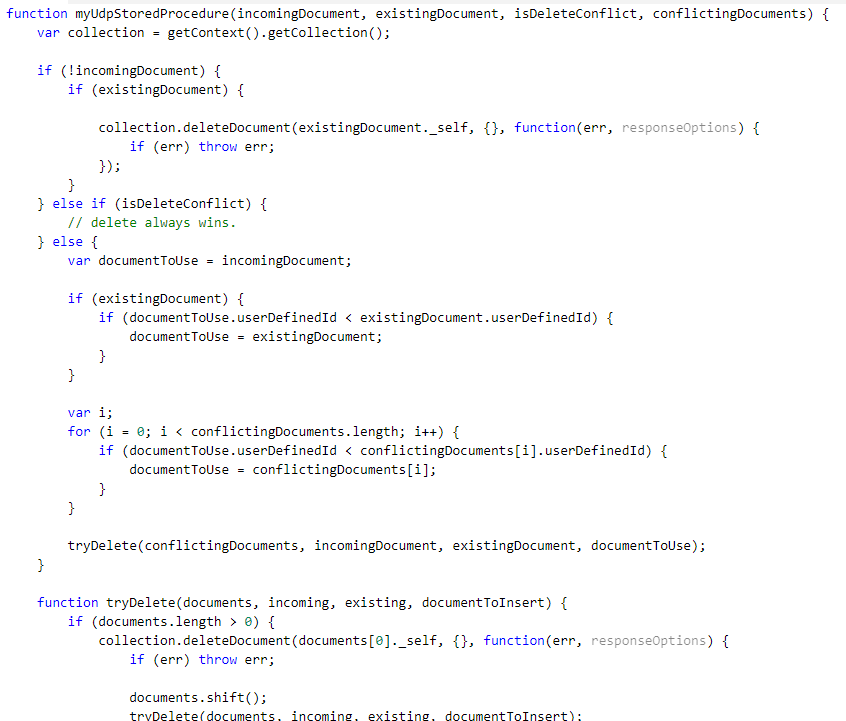 function myUdpStoredProcedure(incomingDocument, existingDocument, isDeleteConflict, conflictingDocuments) {
    var collection = getContext().getCollection();

    if (!incomingDocument) {
        if (existingDocument) {

            collection.deleteDocument(existingDocument._self, {}, function(err, responseOptions) {
                if (err) throw err;
            });
        }
    } else if (isDeleteConflict) {
        // delete always wins.
    } else {
        var documentToUse = incomingDocument;

        if (existingDocument) {
            if (documentToUse.userDefinedId < existingDocument.userDefinedId) {
                documentToUse = existingDocument;
            }
        }

        var i;
        for (i = 0; i < conflictingDocuments.length; i++) {
            if (documentToUse.userDefinedId < conflictingDocuments[i].userDefinedId) {
                documentToUse = conflictingDocuments[i];
            }
        }

        tryDelete(conflictingDocuments, incomingDocument, existingDocument, documentToUse);
    }

    function tryDelete(documents, incoming, existing, documentToInsert) {
        if (documents.length > 0) {
            collection.deleteDocument(documents[0]._self, {}, function(err, responseOptions) {
                if (err) throw err;

                documents.shift();
                tryDelete(documents, incoming, existing, documentToInsert);